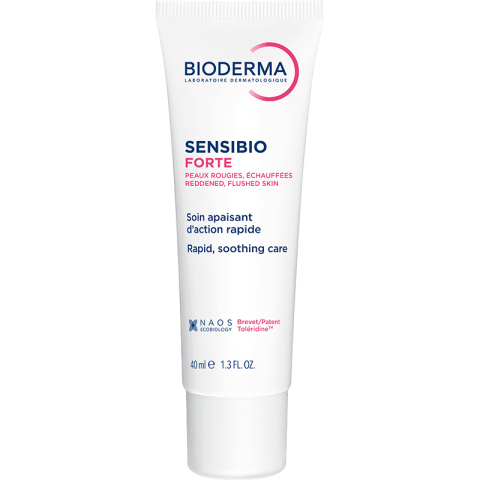 BIODERMA
LABORATOIRE DERMATOLOGIQUE
SENSIBIO
FORTE
PEAUX ROUGIES, ÉCHAUFFÉES
REDDENED, FLUSHED SKIN
Soin apaisant
d'action rapide
Rapid, soothing care
NAOS
ECOBIOLOGY
Brevet/Patent
Toléridine™
40 ml e 1.3 FL. OZ.